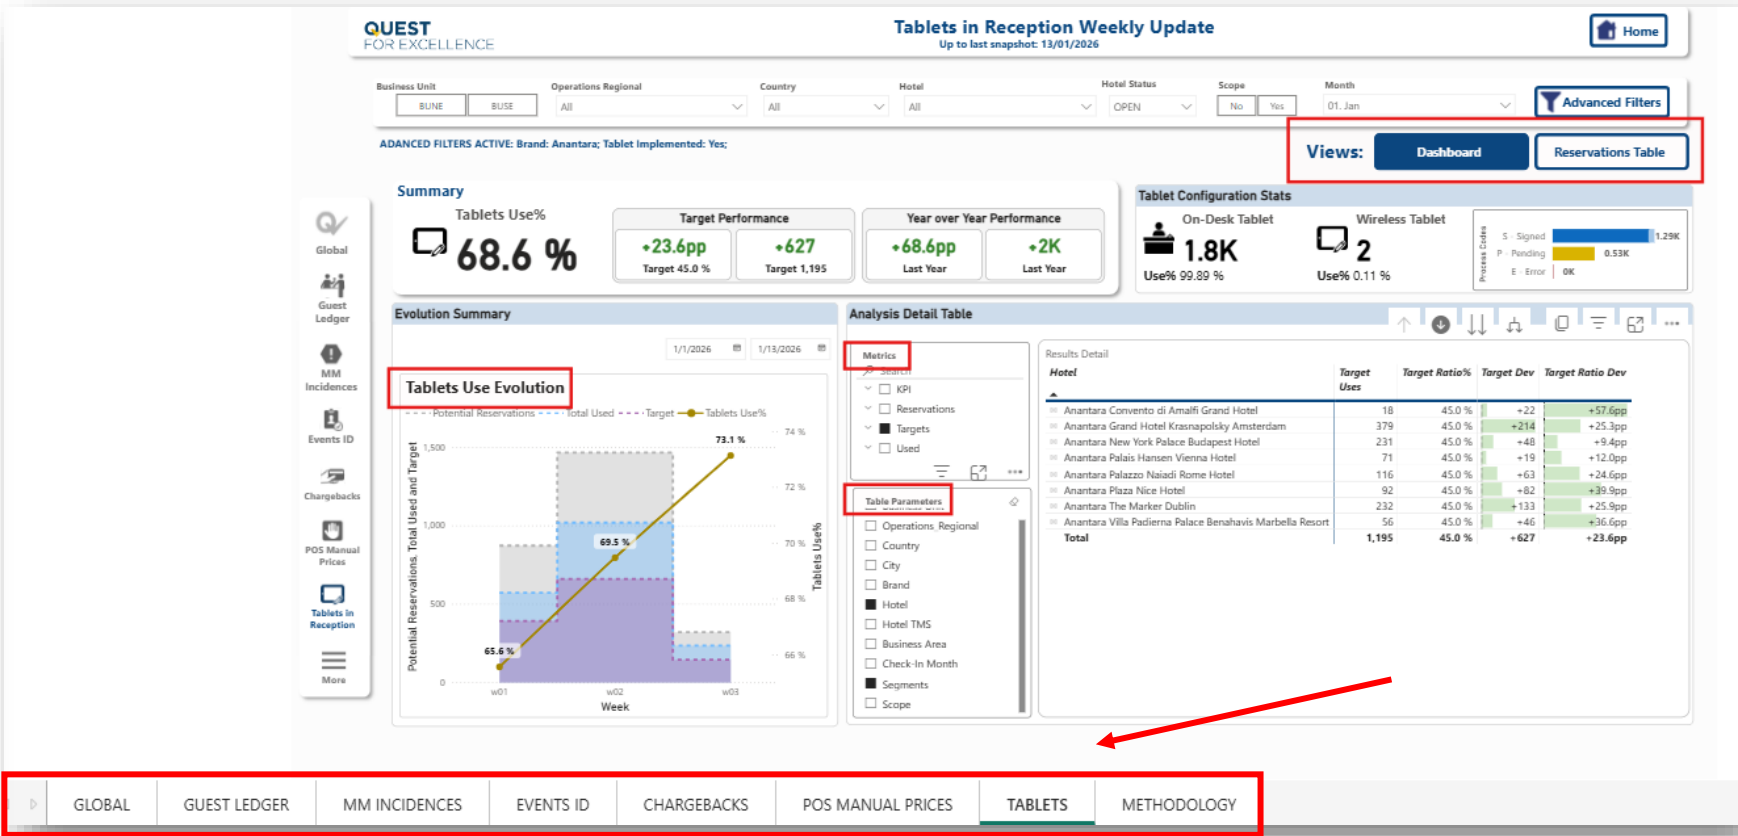 QUEST
FOR EXCELLENCE
Tablets in Reception Weekly Update
Up to last snapshot: 13/01/2026
Home
Business Unit
BUNE
BUSE
Operations Regional
All
Country
All
Hotel
All
Hotel Status
OPEN
Scope
No
Yes
Month
01. Jan
Advanced Filters
ADANCED FILTERS ACTIVE: Brand: Anantara; Tablet Implemented: Yes;
Views:
Dashboard
Reservations Table
Global
Guest
Ledger
MM
Incidences
Events ID
Chargebacks
POS Manual
Prices
Tablets in
Reception
More
Summary
Tablets Use%
68.6 %
Target Performance
+23.6pp
Target 45.0 %
+627
Target 1,195
Year over Year Performance
+68.6pp
Last Year
+2K
Last Year
Tablet Configuration Stats
On-Desk Tablet
1.8K
Use% 99.89 %
Wireless Tablet
2
Use% 0.11 %
Process Codes
S - Signed 1.29K
P - Pending 0.53K
E - Error 0K
Evolution Summary
1/1/2026
1/13/2026
Tablets Use Evolution
Potential Reservations Total Used Target Tablets Use%
Potential Reservations, Total Used and Target
1,500
1,000
500
0
74 %
72 %
70 %
68 %
66 %
Tablets Use%
73.1 %
69.5 %
65.6 %
w01 w02 w03
Week
Analysis Detail Table
Metrics
Search
KPI
Reservations
Targets
Used
Table Parameters
Business Unit
Operations_Regional
Country
City
Brand
Hotel
Hotel TMS
Business Area
Check-In Month
Segments
Scope
Results Detail
Hotel Target Uses Target Ratio% Target Dev Target Ratio Dev
Anantara Convento di Amalfi Grand Hotel 18 45.0 % +22 +57.6pp
Anantara Grand Hotel Krasnapolsky Amsterdam 379 45.0 % +214 +25.3pp
Anantara New York Palace Budapest Hotel 231 45.0 % +48 +9.4pp
Anantara Palais Hansen Vienna Hotel 71 45.0 % +19 +12.0pp
Anantara Palazzo Naiadi Rome Hotel 116 45.0 % +63 +24.6pp
Anantara Plaza Nice Hotel 92 45.0 % +82 +39.9pp
Anantara The Marker Dublin 232 45.0 % +133 +25.9pp
Anantara Villa Padierna Palace Benahavis Marbella Resort 56 45.0 % +46 +36.6pp
Total 1,195 45.0 % +627 +23.6pp
GLOBAL
GUEST LEDGER
MM INCIDENCES
EVENTS ID
CHARGEBACKS
POS MANUAL PRICES
TABLETS
METHODOLOGY